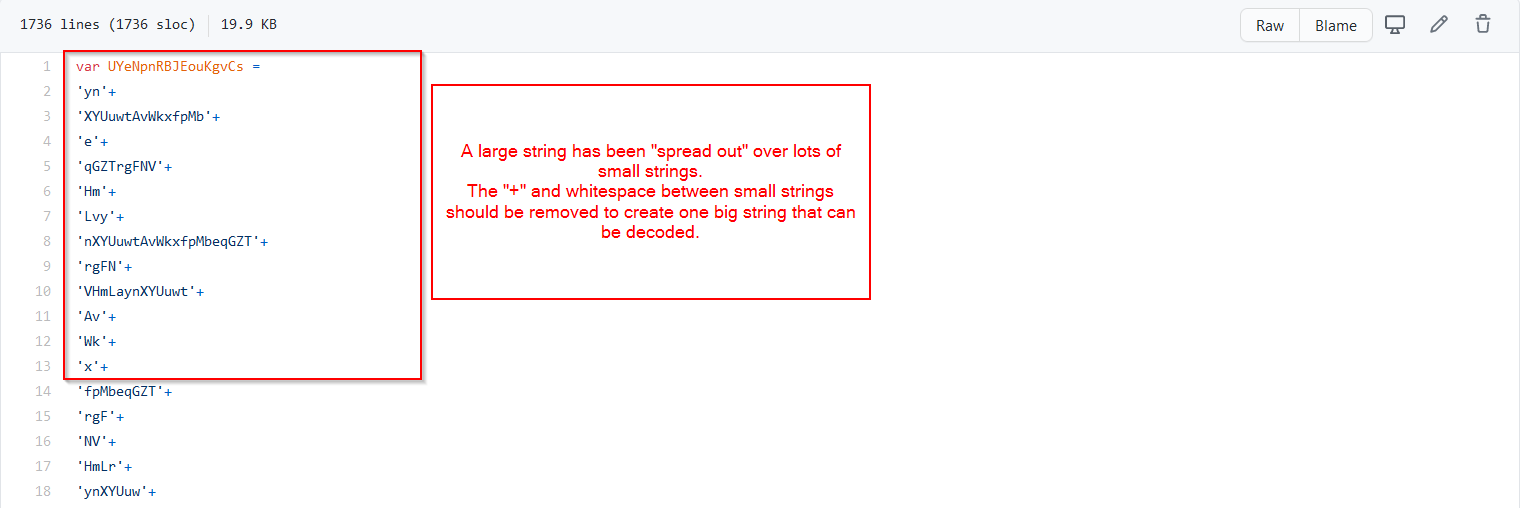 1736 lines (1736 sloc) 19.9 KB Raw Blame
1 var UYeNpnRBJEouKgvCs =
2 'yn'+
3 'XYUuwtAvWkxfpMb'+
4 'e'+
5 'qGZTrgFNV'+
6 'Hm'+
7 'Lvy'+
8 'nXYUuwtAvWkxfpMbeqGZT'+
9 'rgFN'+
10 'VHmLaynXYUuwt'+
11 'Av'+
12 'Wk'+
13 'x'+
14 'fpMbeqGZT'+
15 'rgF'+
16 'NV'+
17 'HmLr'+
18 'ynXYUuw'+
A large string has been "spread out" over lots of
small strings.
The "+" and whitespace between small strings
should be removed to create one big string that can
be decoded.